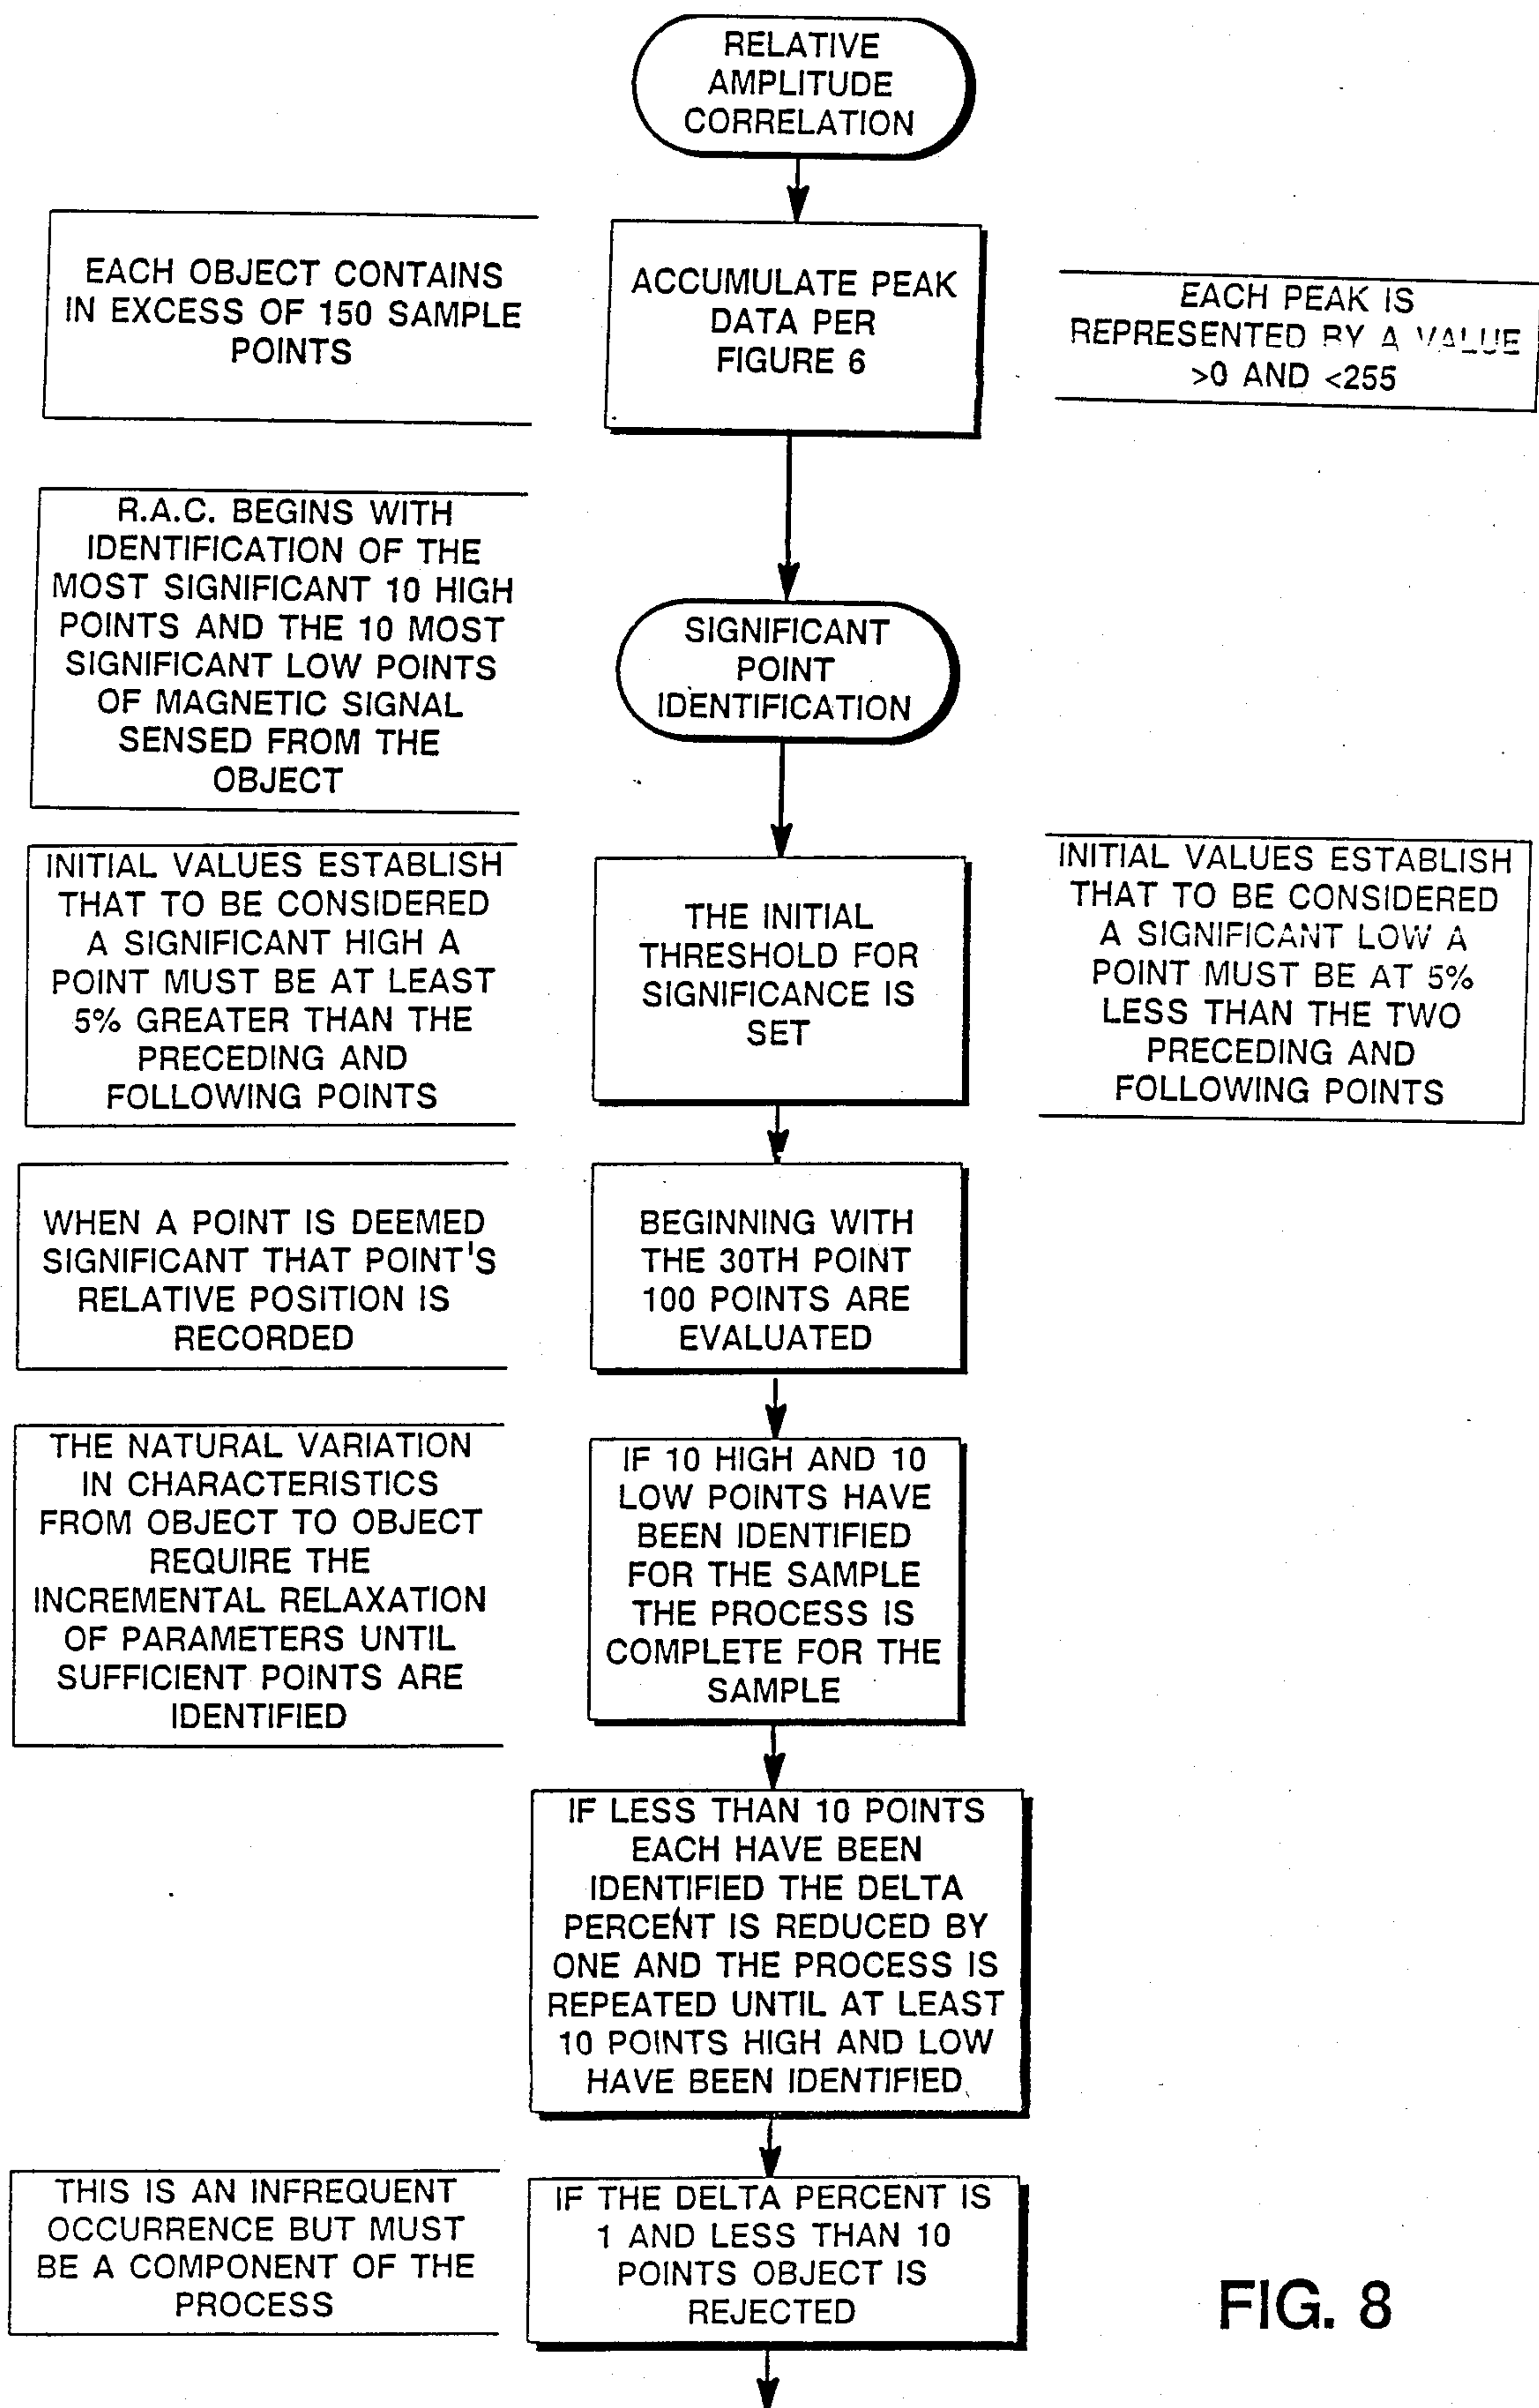 RELATIVE
AMPLITUDE
CORRELATION
EACH OBJECT CONTAINS
IN EXCESS OF 150 SAMPLE
POINTS
ACCUMULATE PEAK
DATA PER
FIGURE 6
EACH PEAK IS
REPRESENTED BY A VALUE
>0 AND <255
R.A.C. BEGINS WITH
IDENTIFICATION OF THE
MOST SIGNIFICANT 10 HIGH
POINTS AND THE 10 MOST
SIGNIFICANT LOW POINTS
OF MAGNETIC SIGNAL
SENSED FROM THE
OBJECT
SIGNIFICANT
POINT
IDENTIFICATION
INITIAL VALUES ESTABLISH
THAT TO BE CONSIDERED
A SIGNIFICANT HIGH A
POINT MUST BE AT LEAST
5% GREATER THAN THE
PRECEDING AND
FOLLOWING POINTS
THE INITIAL
THRESHOLD FOR
SIGNIFICANCE IS
SET
INITIAL VALUES ESTABLISH
THAT TO BE CONSIDERED
A SIGNIFICANT LOW A
POINT MUST BE AT 5%
LESS THAN THE TWO
PRECEDING AND
FOLLOWING POINTS
WHEN A POINT IS DEEMED
SIGNIFICANT THAT POINT'S
RELATIVE POSITION IS
RECORDED
BEGINNING WITH
THE 30TH POINT
100 POINTS ARE
EVALUATED
THE NATURAL VARIATION
IN CHARACTERISTICS
FROM OBJECT TO OBJECT
REQUIRE THE
INCREMENTAL RELAXATION
OF PARAMETERS UNTIL
SUFFICIENT POINTS ARE
IDENTIFIED
IF 10 HIGH AND 10
LOW POINTS HAVE
BEEN IDENTIFIED
FOR THE SAMPLE
THE PROCESS IS
COMPLETE FOR THE
SAMPLE
IF LESS THAN 10 POINTS
EACH HAVE BEEN
IDENTIFIED THE DELTA
PERCENT IS REDUCED BY
ONE AND THE PROCESS IS
REPEATED UNTIL AT LEAST
10 POINTS HIGH AND LOW
HAVE BEEN IDENTIFIED
THIS IS AN INFREQUENT
OCCURRENCE BUT MUST
BE A COMPONENT OF THE
PROCESS
IF THE DELTA PERCENT IS
1 AND LESS THAN 10
POINTS OBJECT IS
REJECTED
FIG. 8